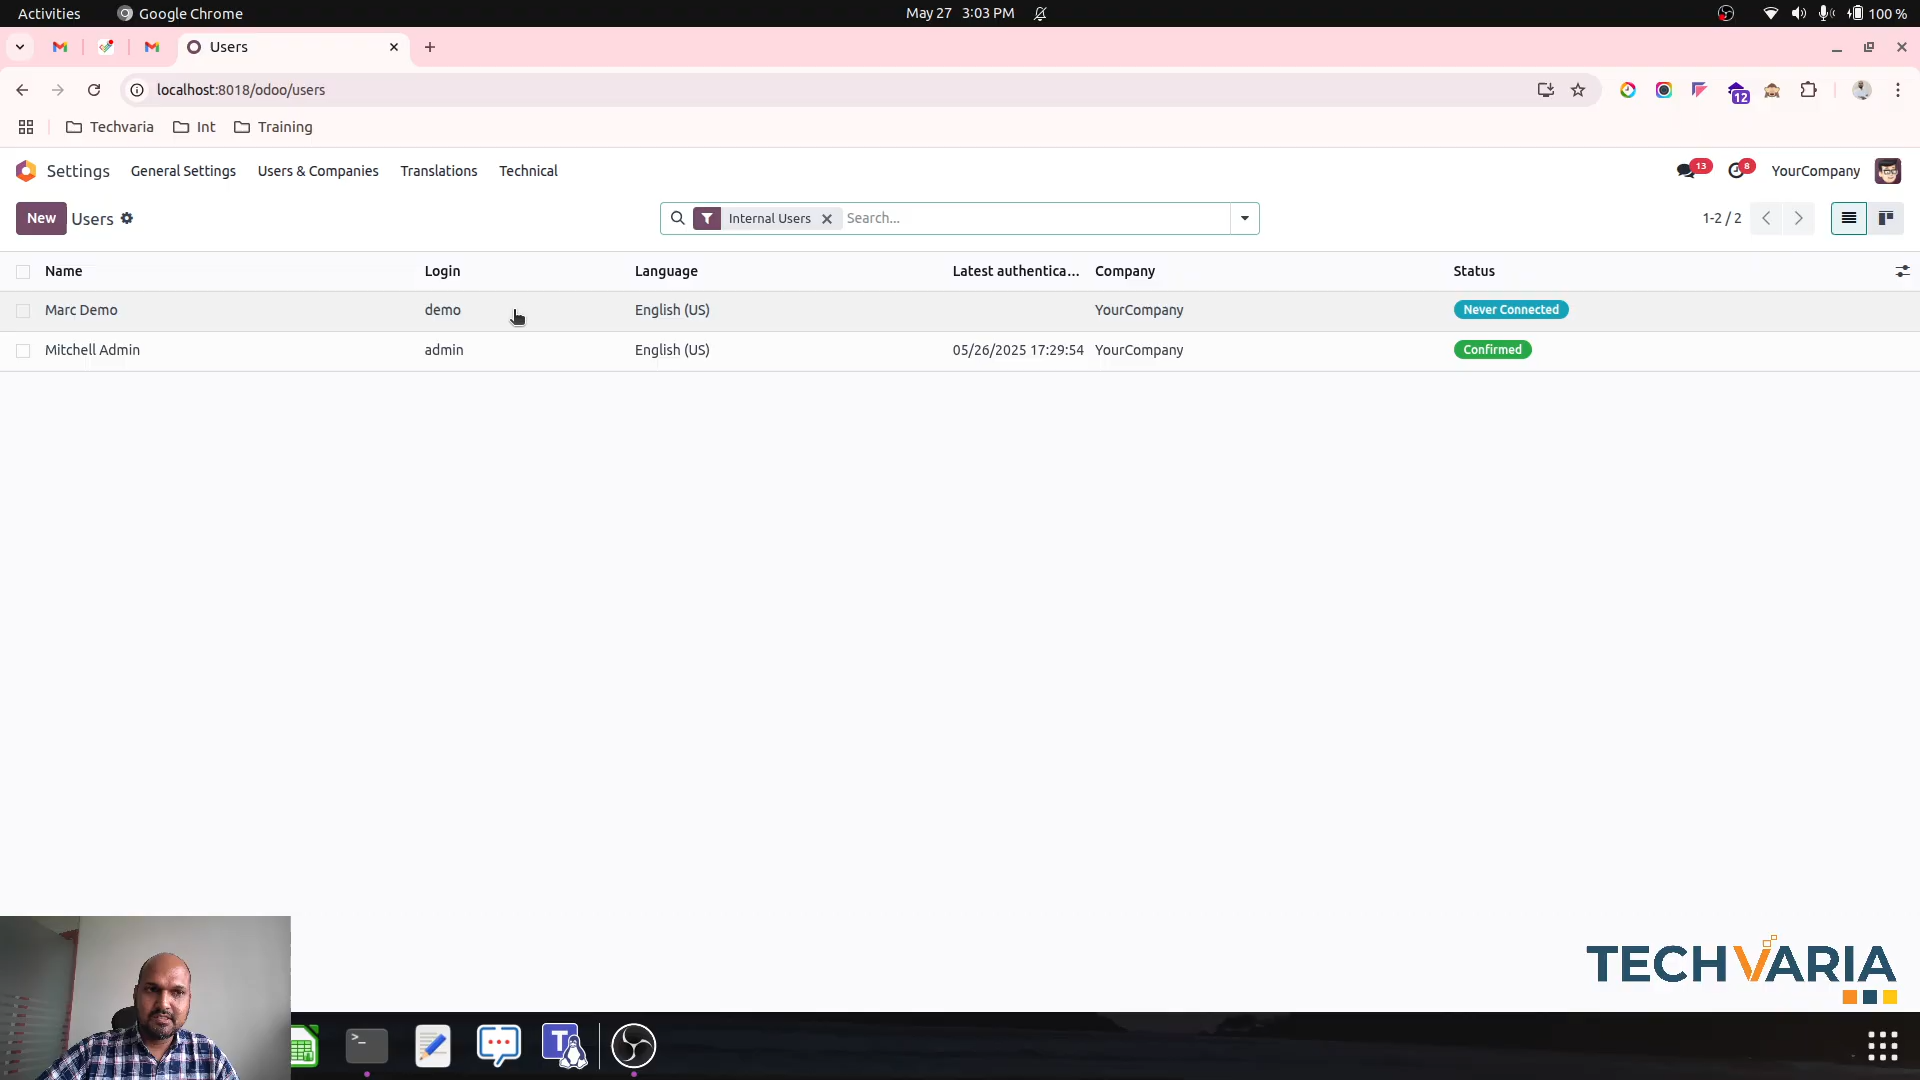 Activities Google Chrome May 27 3:03 PM 100 %
Users
localhost:8018/odoo/users 12
Techvaria Int Training
Settings General Settings Users & Companies Translations Technical 13 8 YourCompany
New Users Internal Users Search... 1-2 / 2
Name Login Language Latest authentica... Company Status
Marc Demo demo English (US) YourCompany Never Connected
Mitchell Admin admin English (US) 05/26/2025 17:29:54 YourCompany Confirmed
TECHVARIA
>_ T